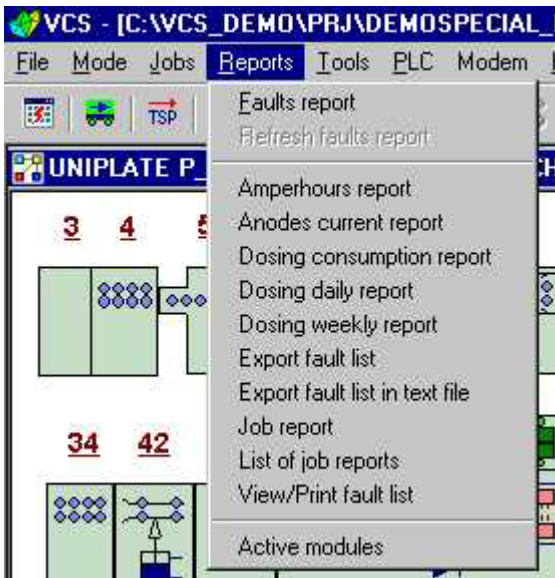 VCS - [C:\VCS_DEMO\PRJ\DEMOSPECIAL_
File Mode Jobs Reports Tools PLC Modem
TSP
Faults report
Refresh faults report
UNIPLATE P_
Amperhours report
Anodes current report
Dosing consumption report
Dosing daily report
Dosing weekly report
Export fault list
Export fault list in text file
Job report
List of job reports
View/Print fault list
Active modules
3 4
34 42